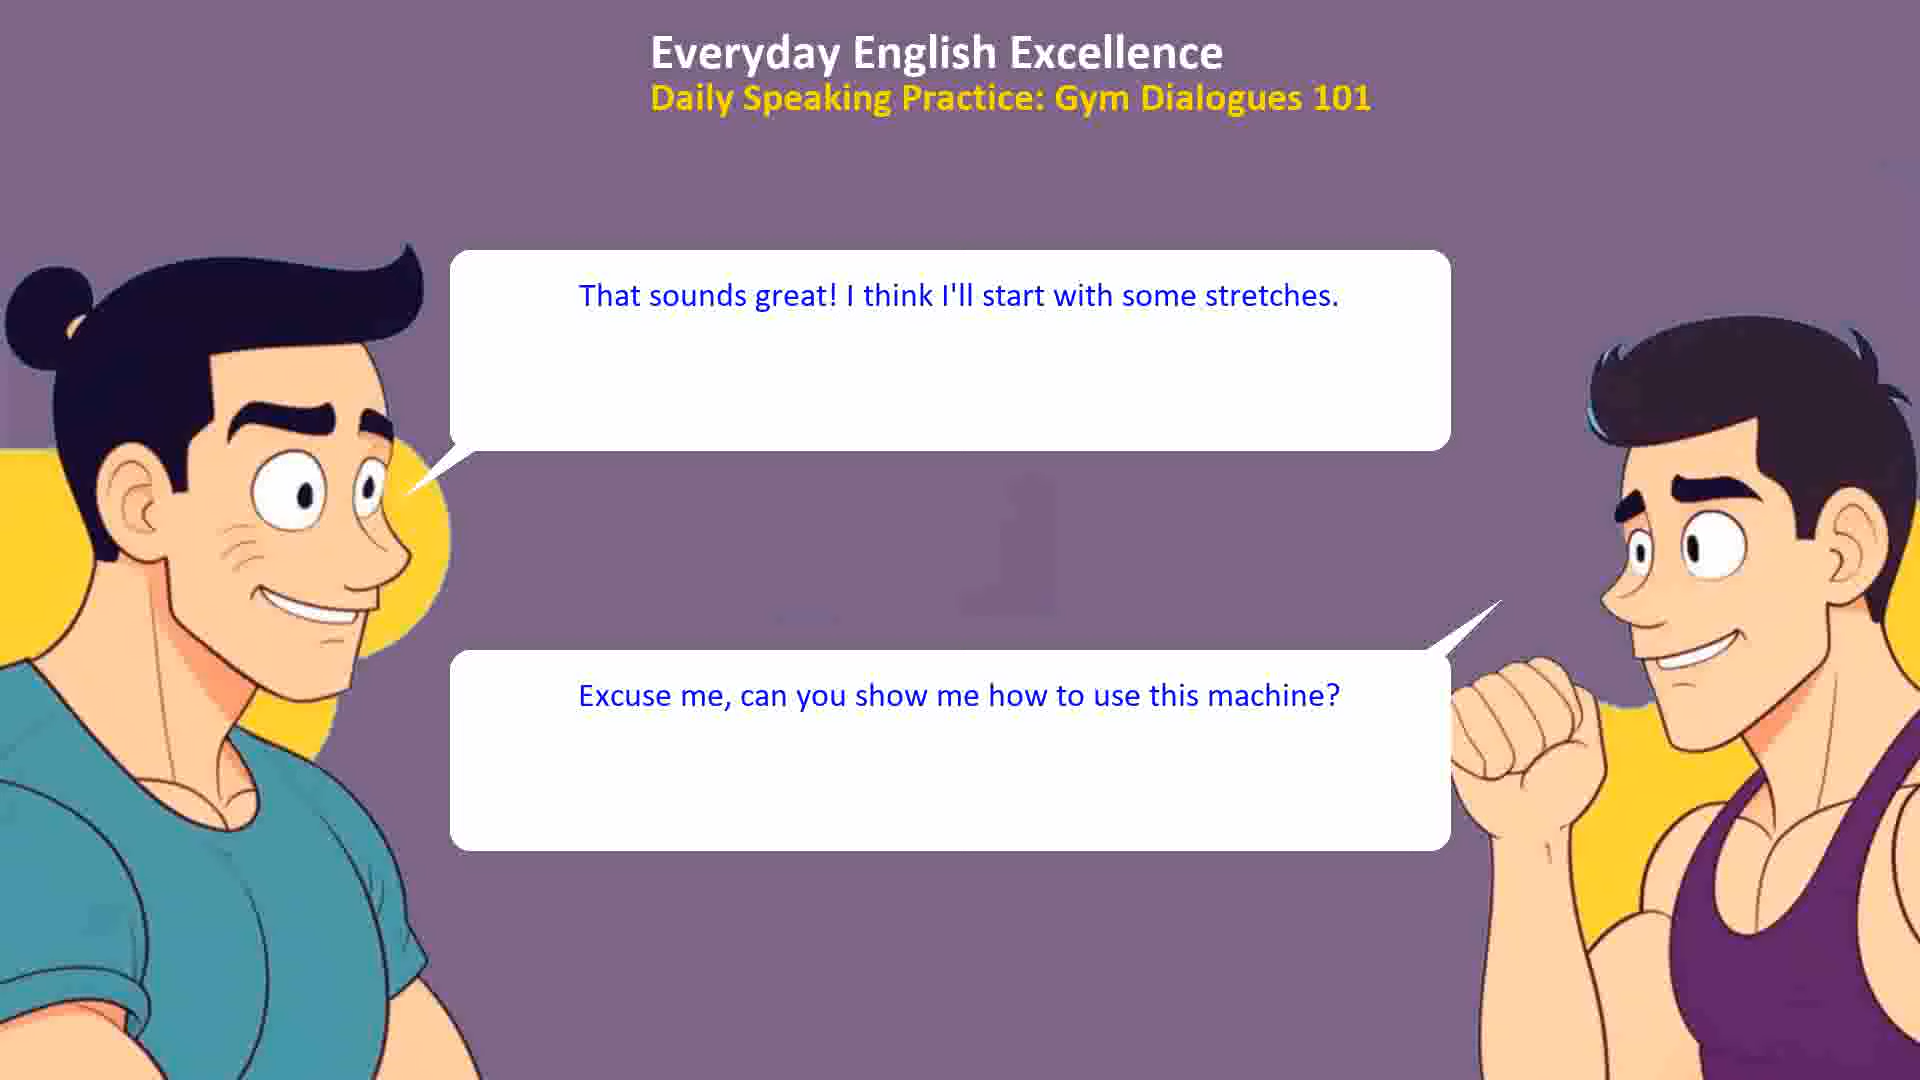 Everyday English Excellence
Daily Speaking Practice: Gym Dialogues 101
That sounds great! I think I'll start with some stretches.
Excuse me, can you show me how to use this machine?